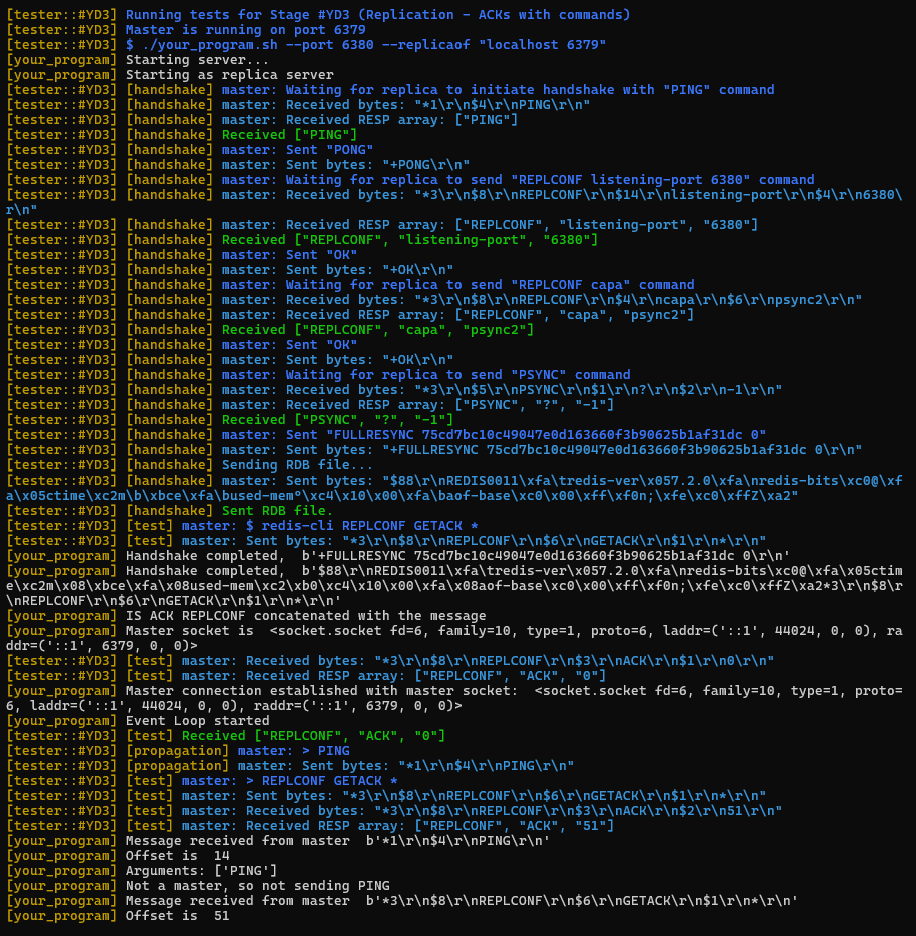 [tester::#YD3] Running tests for Stage #YD3 (Replication - ACKs with commands)
[tester::#YD3] Master is running on port 6379
[tester::#YD3] $ ./your_program.sh --port 6380 --replicaof "localhost 6379"
[your_program] Starting server...
[your_program] Starting as replica server
[tester::#YD3] [handshake] master: Waiting for replica to initiate handshake with "PING" command
[tester::#YD3] [handshake] master: Received bytes: "*1\r\n$4\r\nPING\r\n"
[tester::#YD3] [handshake] master: Received RESP array: ["PING"]
[tester::#YD3] [handshake] Received ["PING"]
[tester::#YD3] [handshake] master: Sent "PONG"
[tester::#YD3] [handshake] master: Sent bytes: "+PONG\r\n"
[tester::#YD3] [handshake] master: Waiting for replica to send "REPLCONF listening-port 6380" command
[tester::#YD3] [handshake] master: Received bytes: "*3\r\n$8\r\nREPLCONF\r\n$14\r\nlistening-port\r\n$4\r\n6380\
r\n"
[tester::#YD3] [handshake] master: Received RESP array: ["REPLCONF", "listening-port", "6380"]
[tester::#YD3] [handshake] Received ["REPLCONF", "listening-port", "6380"]
[tester::#YD3] [handshake] master: Sent "OK"
[tester::#YD3] [handshake] master: Sent bytes: "+OK\r\n"
[tester::#YD3] [handshake] master: Waiting for replica to send "REPLCONF capa" command
[tester::#YD3] [handshake] master: Received bytes: "*3\r\n$8\r\nREPLCONF\r\n$4\r\ncapa\r\n$6\r\npsync2\r\n"
[tester::#YD3] [handshake] master: Received RESP array: ["REPLCONF", "capa", "psync2"]
[tester::#YD3] [handshake] Received ["REPLCONF", "capa", "psync2"]
[tester::#YD3] [handshake] master: Sent "OK"
[tester::#YD3] [handshake] master: Sent bytes: "+OK\r\n"
[tester::#YD3] [handshake] master: Waiting for replica to send "PSYNC" command
[tester::#YD3] [handshake] master: Received bytes: "*3\r\n$5\r\nPSYNC\r\n$1\r\n?\r\n$2\r\n-1\r\n"
[tester::#YD3] [handshake] master: Received RESP array: ["PSYNC", "?", "-1"]
[tester::#YD3] [handshake] Received ["PSYNC", "?", "-1"]
[tester::#YD3] [handshake] master: Sent "FULLRESYNC 75cd7bc10c49047e0d163660f3b90625b1af31dc 0"
[tester::#YD3] [handshake] master: Sent bytes: "+FULLRESYNC 75cd7bc10c49047e0d163660f3b90625b1af31dc 0\r\n"
[tester::#YD3] [handshake] Sending RDB file...
[tester::#YD3] [handshake] master: Sent bytes: "$88\r\nREDIS0011\xfa\tredis-ver\x057.2.0\xfa\nredis-bits\xc0@\xf
a\x05ctime\xc2m\b\xbce\xfa\bused-mem°\xc4\x10\x00\xfa\baof-base\xc0\x00\xff\xf0n;\xfe\xc0\xffZ\xa2"
[tester::#YD3] [handshake] Sent RDB file.
[tester::#YD3] [test] master: $ redis-cli REPLCONF GETACK *
[tester::#YD3] [test] master: Sent bytes: "*3\r\n$8\r\nREPLCONF\r\n$6\r\nGETACK\r\n$1\r\n*\r\n"
[your_program] Handshake completed,  b'+FULLRESYNC 75cd7bc10c49047e0d163660f3b90625b1af31dc 0\r\n'
[your_program] Handshake completed,  b'$88\r\nREDIS0011\xfa\tredis-ver\x057.2.0\xfa\nredis-bits\xc0@\xfa\x05ctim
e\xc2m\x08\xbce\xfa\x08used-mem\xc2\xb0\xc4\x10\x00\xfa\x08aof-base\xc0\x00\xff\xf0n;\xfe\xc0\xffZ\xa2*3\r\n$8\r
\nREPLCONF\r\n$6\r\nGETACK\r\n$1\r\n*\r\n'
[your_program] IS ACK REPLCONF concatenated with the message
[your_program] Master socket is  <socket.socket fd=6, family=10, type=1, proto=6, laddr=('::1', 44024, 0, 0), ra
ddr=('::1', 6379, 0, 0)>
[tester::#YD3] [test] master: Received bytes: "*3\r\n$8\r\nREPLCONF\r\n$3\r\nACK\r\n$1\r\n0\r\n"
[tester::#YD3] [test] master: Received RESP array: ["REPLCONF", "ACK", "0"]
[your_program] Master connection established with master socket:  <socket.socket fd=6, family=10, type=1, proto=
6, laddr=('::1', 44024, 0, 0), raddr=('::1', 6379, 0, 0)>
[your_program] Event Loop started
[tester::#YD3] [test] Received ["REPLCONF", "ACK", "0"]
[tester::#YD3] [propagation] master: > PING
[tester::#YD3] [propagation] master: Sent bytes: "*1\r\n$4\r\nPING\r\n"
[tester::#YD3] [test] master: > REPLCONF GETACK *
[tester::#YD3] [test] master: Sent bytes: "*3\r\n$8\r\nREPLCONF\r\n$6\r\nGETACK\r\n$1\r\n*\r\n"
[tester::#YD3] [test] master: Received bytes: "*3\r\n$8\r\nREPLCONF\r\n$3\r\nACK\r\n$2\r\n51\r\n"
[tester::#YD3] [test] master: Received RESP array: ["REPLCONF", "ACK", "51"]
[your_program] Message received from master  b'*1\r\n$4\r\nPING\r\n'
[your_program] Offset is  14
[your_program] Arguments: ['PING']
[your_program] Not a master, so not sending PING
[your_program] Message received from master  b'*3\r\n$8\r\nREPLCONF\r\n$6\r\nGETACK\r\n$1\r\n*\r\n'
[your_program] Offset is  51